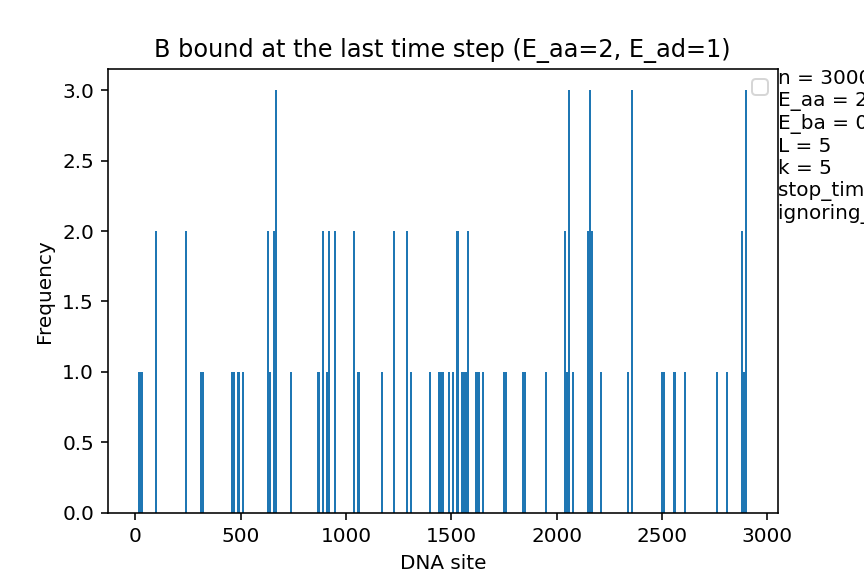 B bound at the last time step (E_aa=2, E_ad=1)
n = 3000
E_aa = 2
E_ba = 0
L = 5
k = 5
stop_tim
ignoring_
3.0
2.5
2.0
1.5
1.0
0.5
0.0
Frequency
0 500 1000 1500 2000 2500 3000
DNA site